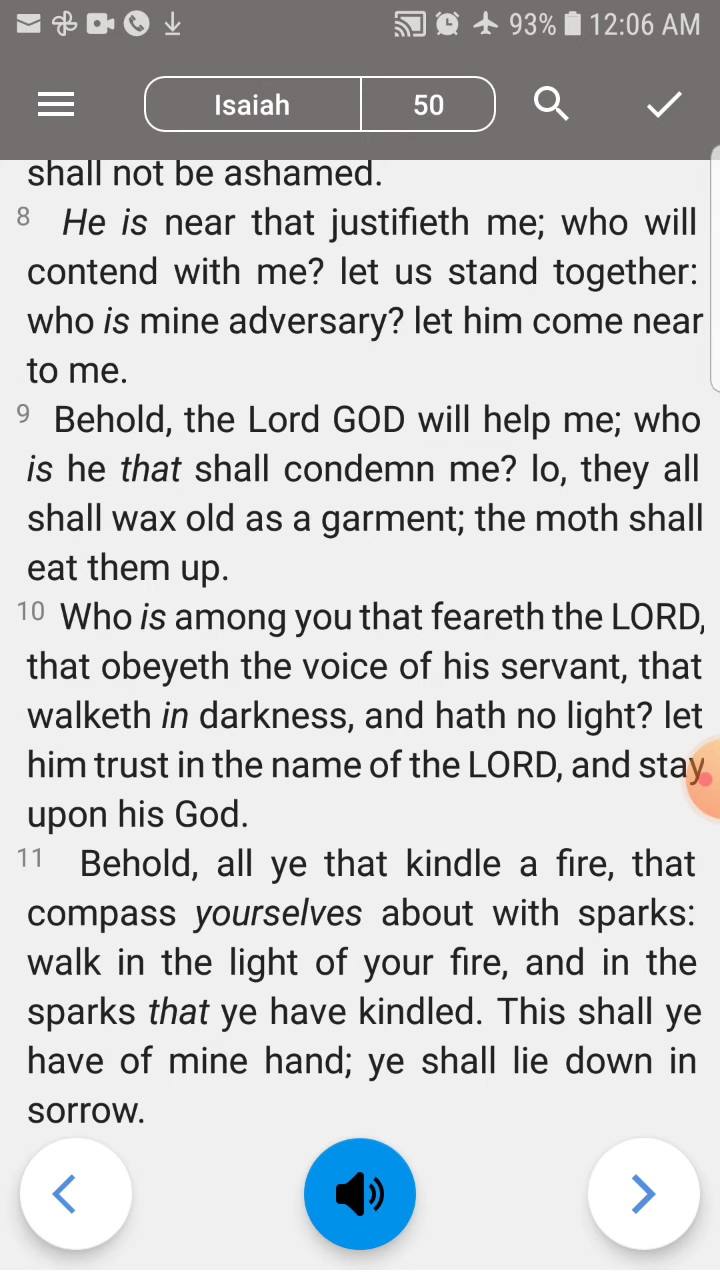 93% 12:06 AM
Isaiah 50
shall not be ashamed.
8 He is near that justifieth me; who will
contend with me? let us stand together:
who is mine adversary? let him come near
to me.
9 Behold, the Lord GOD will help me; who
is he that shall condemn me? lo, they all
shall wax old as a garment; the moth shall
eat them up.
10 Who is among you that feareth the LORD,
that obeyeth the voice of his servant, that
walketh in darkness, and hath no light? let
him trust in the name of the LORD, and stay
upon his God.
11 Behold, all ye that kindle a fire, that
compass yourselves about with sparks:
walk in the light of your fire, and in the
sparks that ye have kindled. This shall ye
have of mine hand; ye shall lie down in
sorrow.